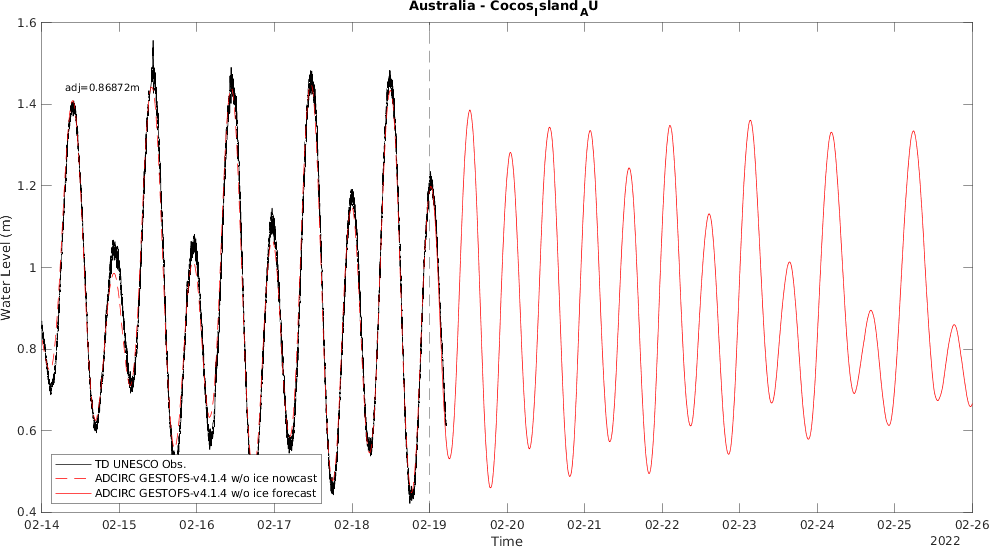 Australia - Cocos_Island_AU
1.6
1.4
1.2
1
0.8
0.6
0.4
Water Level (m)
adj=0.86872m
TD UNESCO Obs.
ADCIRC GESTOFS-v4.1.4 w/o ice nowcast
ADCIRC GESTOFS-v4.1.4 w/o ice forecast
02-14 02-15 02-16 02-17 02-18 02-19 02-20 02-21 02-22 02-23 02-24 02-25 02-26
Time
2022